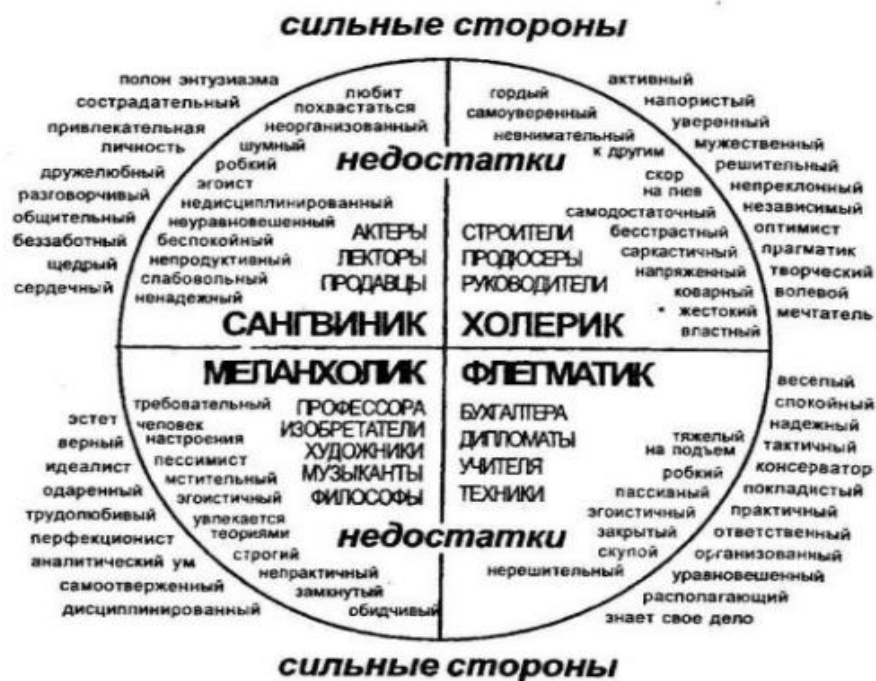 сильные стороны
полон энтузиазма
сострадательный
привлекательная
личность
дружелюбный
разговорчивый
общительный
беззаботный
щедрый
сердечный
любит
похвастаться
неорганизованный
шумный
робкий
эгоист
недисциплинированный
неуравновешенный
беспокойный
непродуктивный
слабовольный
ненадежный
недостатки
АКТЕРЫ
ЛЕКТОРЫ
ПРОДАВЦЫ
САНГВИНИК
гордый
самоуверенный
невнимательный
к другим
скор
на гнев
самодостаточный
бесстрастный
саркастичный
напряженный
коварный
жестокий
властный
СТРОИТЕЛИ
ПРОДЮСЕРЫ
РУКОВОДИТЕЛИ
ХОЛЕРИК
активный
напористый
уверенный
мужественный
решительный
непреклонный
независимый
оптимист
прагматик
творческий
волевой
мечтатель
МЕЛАНХОЛИК
эстет
верный
идеалист
одаренный
трудолюбивый
перфекционист
аналитический ум
самоотверженный
дисциплинированный
требовательный
человек
настроения
пессимист
мстительный
эгоистичный
увлекается
теориями
строгий
непрактичный
замкнутый
обидчивый
ПРОФЕССОРА
ИЗОБРЕТАТЕЛИ
ХУДОЖНИКИ
МУЗЫКАНТЫ
ФИЛОСОФЫ
ФЛЕГМАТИК
БУХГАЛТЕРА
ДИПЛОМАТЫ
УЧИТЕЛЯ
ТЕХНИКИ
тяжелый
на подъем
робкий
пассивный
эгоистичный
закрытый
скупой
нерешительный
недостатки
веселый
спокойный
надежный
тактичный
консерватор
покладистый
практичный
ответственный
организованный
уравновешенный
располагающий
знает свое дело
сильные стороны